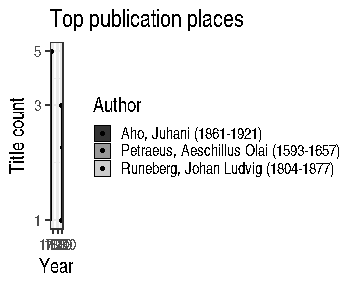 Top publication places
5
3
1
Title count
Year
Author
Aho, Juhani (1861-1921)
Petraeus, Aeschillus Olai (1593-1657)
Runeberg, Johan Ludvig (1804-1877)